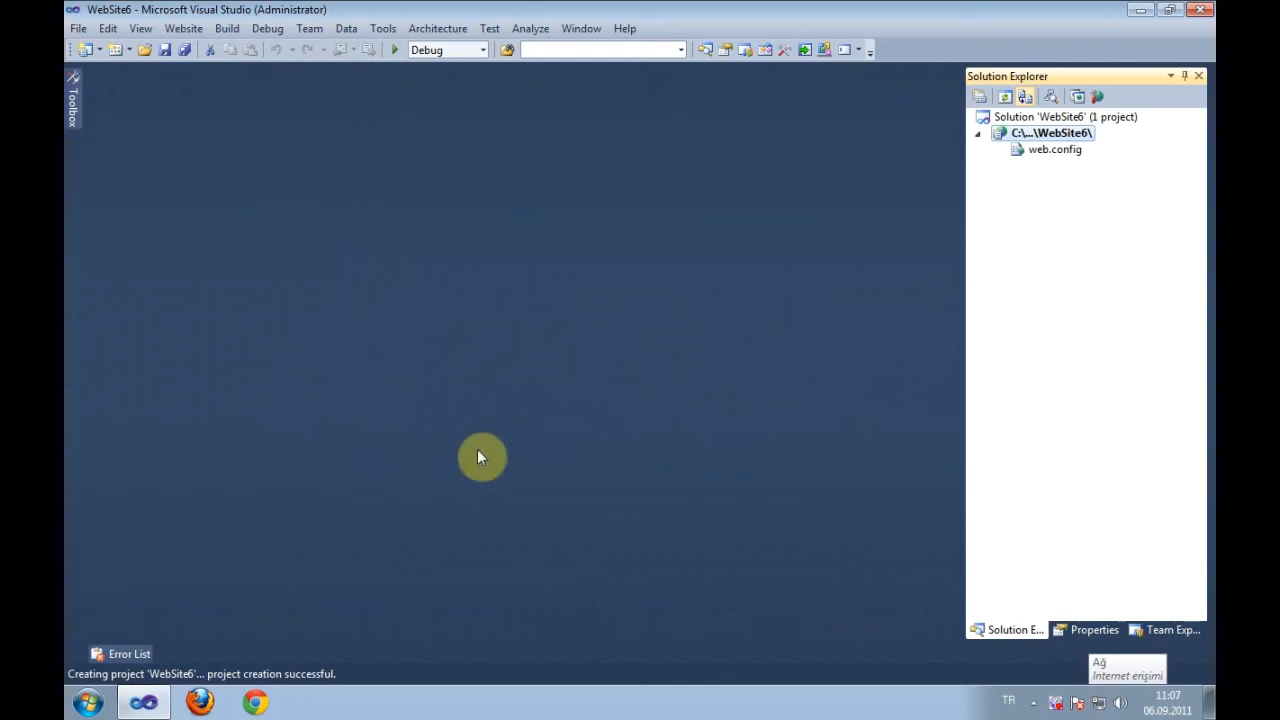 WebSite6 - Microsoft Visual Studio (Administrator)
File Edit View Website Build Debug Team Data Tools Architecture Test Analyze Window Help
Debug
Toolbox
Solution Explorer
Solution 'WebSite6' (1 project)
C:\...\WebSite6\
web.config
Solution E... Properties Team Exp...
Error List
Creating project 'WebSite6'... project creation successful.
Ağ
Internet erişimi
TR
11:07
06.09.2011